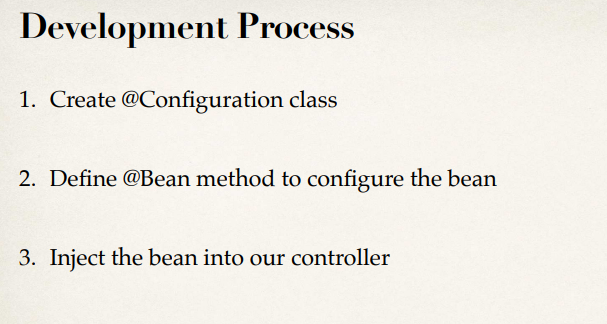 Development Process
1. Create @Configuration class
2. Define @Bean method to configure the bean
3. Inject the bean into our controller